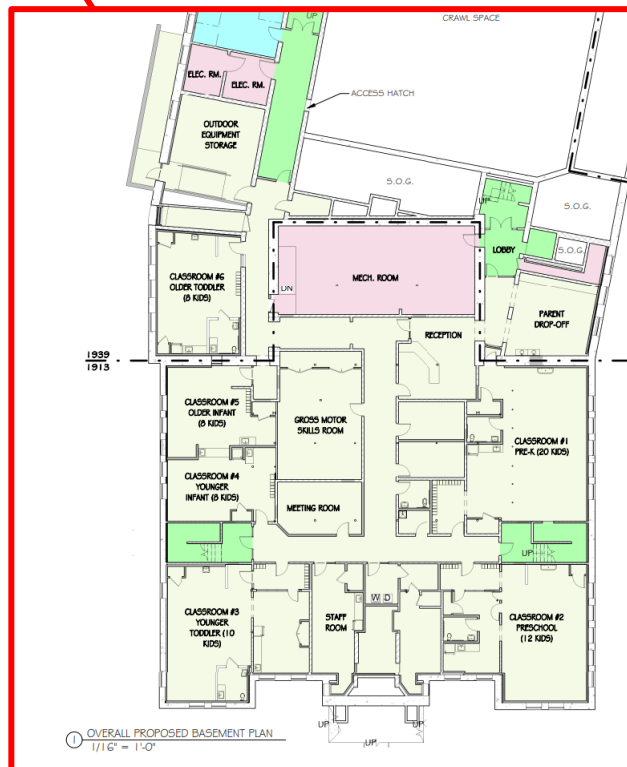 UP
CRAWL SPACE
ELEC. RM.
ELEC. RM.
ACCESS HATCH
OUTDOOR
EQUIPMENT
STORAGE
S.O.G.
UP
S.O.G.
LOBBY
S.O.G.
CLASSROOM #6
OLDER TODDLER
(8 KIDS)
MECH. ROOM
UN
PARENT
DROP-OFF
RECEPTION
1939
1913
CLASSROOM #5
OLDER INFANT
(8 KIDS)
GROSS MOTOR
SKILLS ROOM
CLASSROOM #1
PRE-K (20 KIDS)
CLASSROOM #4
YOUNGER
INFANT (8 KIDS)
MEETING ROOM
UP
CLASSROOM #3
YOUNGER
TODDLER (10
KIDS)
STAFF
ROOM
W D
CLASSROOM #2
PRESCHOOL
(12 KIDS)
UP
UP
UP
1 OVERALL PROPOSED BASEMENT PLAN
1/16" = 1'-0"